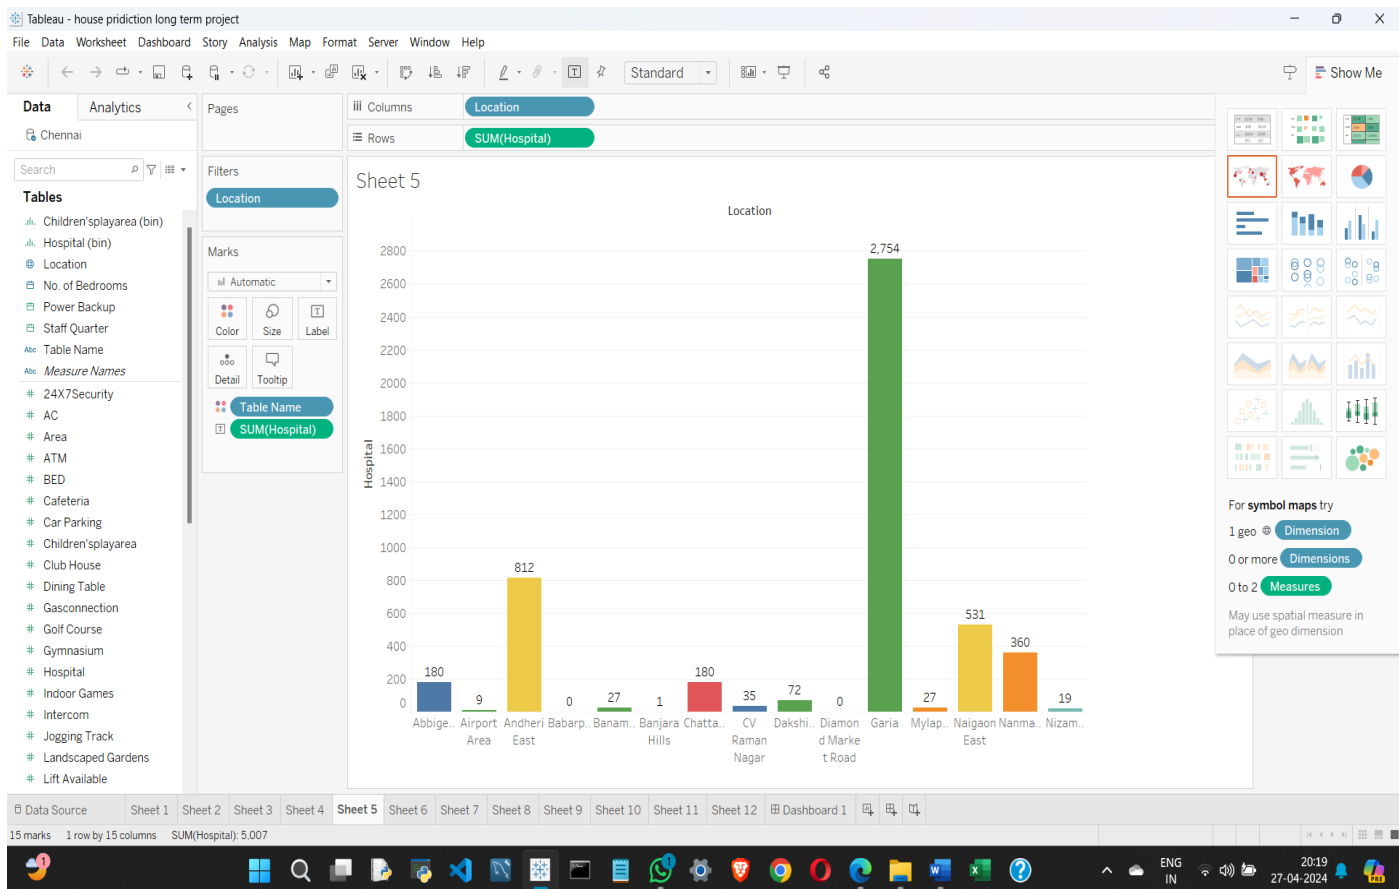 Tableau - house pridiction long term project
File Data Worksheet Dashboard Story Analysis Map Format Server Window Help
Standard
Show Me
Data Analytics
Chennai
Search
Tables
Children'splayarea (bin)
Hospital (bin)
Location
No. of Bedrooms
Power Backup
Staff Quarter
Abc Table Name
Abc Measure Names
# 24X7Security
# AC
# Area
# ATM
# BED
# Cafeteria
# Car Parking
# Children'splayarea
# Club House
# Dining Table
# Gasconnection
# Golf Course
# Gymnasium
# Hospital
# Indoor Games
# Intercom
# Jogging Track
# Landscaped Gardens
# Lift Available
Pages
Filters
Location
Marks
Automatic
Color Size Label
Detail Tooltip
Table Name
SUM(Hospital)
Columns Location
Rows SUM(Hospital)
Sheet 5
Location
Hospital
2800
2600
2400
2200
2000
1800
1600
1400
1200
1000
800
600
400
200
0
180 9 812 0 27 1 180 35 72 0 2,754 27 531 360 19
Abbige.. Airport Andheri Babarp.. Banam.. Banjara Chatta.. CV Dakshi.. Diamon Garia Mylap.. Naigaon Nanma.. Nizam..
Area East Hills Raman d Marke East
Nagar t Road
For symbol maps try
1 geo Dimension
0 or more Dimensions
0 to 2 Measures
May use spatial measure in
place of geo dimension
Data Source Sheet 1 Sheet 2 Sheet 3 Sheet 4 Sheet 5 Sheet 6 Sheet 7 Sheet 8 Sheet 9 Sheet 10 Sheet 11 Sheet 12 Dashboard 1
15 marks 1 row by 15 columns SUM(Hospital): 5,007
1
1
ENG
IN
20:19
27-04-2024
PRE